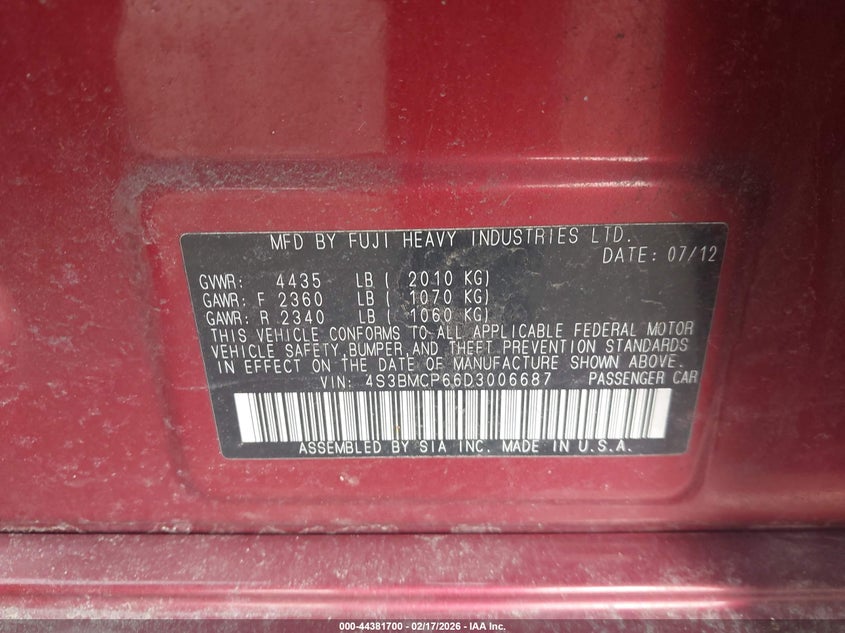 MFD BY FUJI HEAVY INDUSTRIES LTD.
DATE: 07/12
GVWR: 4435 LB ( 2010 KG)
GAWR: F 2360 LB ( 1070 KG)
GAWR: R 2340 LB ( 1060 KG)
THIS VEHICLE CONFORMS TO ALL APPLICABLE FEDERAL MOTOR
VEHICLE SAFETY,BUMPER,AND THEFT PREVENTION STANDARDS
IN EFFECT ON THE DATE OF MANUFACTURE SHOWN ABOVE.
VIN: 4S3BMCP66D3006687 PASSENGER CAR
ASSEMBLED BY SIA INC. MADE IN U.S.A.
000-44381700 - 02/17/2026 - IAA Inc.